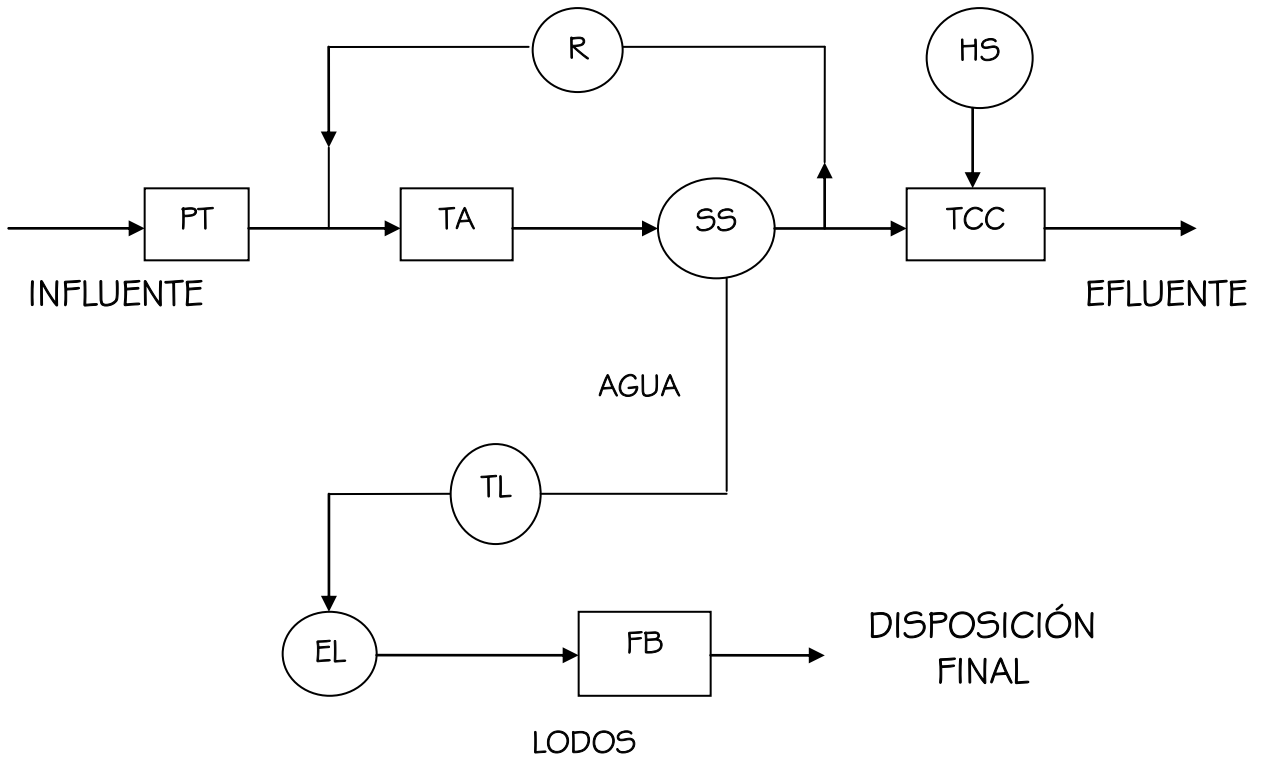 R
HS
PT
TA
SS
TCC
INFLUENTE
EFLUENTE
AGUA
TL
EL
FB
DISPOSICIÓN
FINAL
LODOS